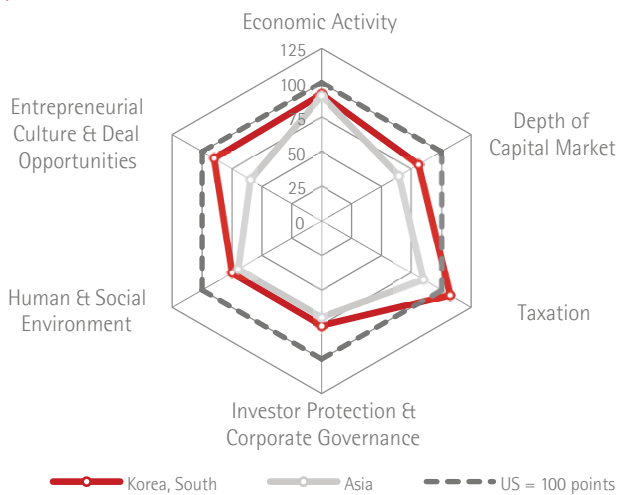 Economic Activity
125
100
75
50
25
0
Entrepreneurial
Culture & Deal
Opportunities
Depth of
Capital Market
Human & Social
Environment
Taxation
Investor Protection &
Corporate Governance
Korea, South
Asia
US = 100 points